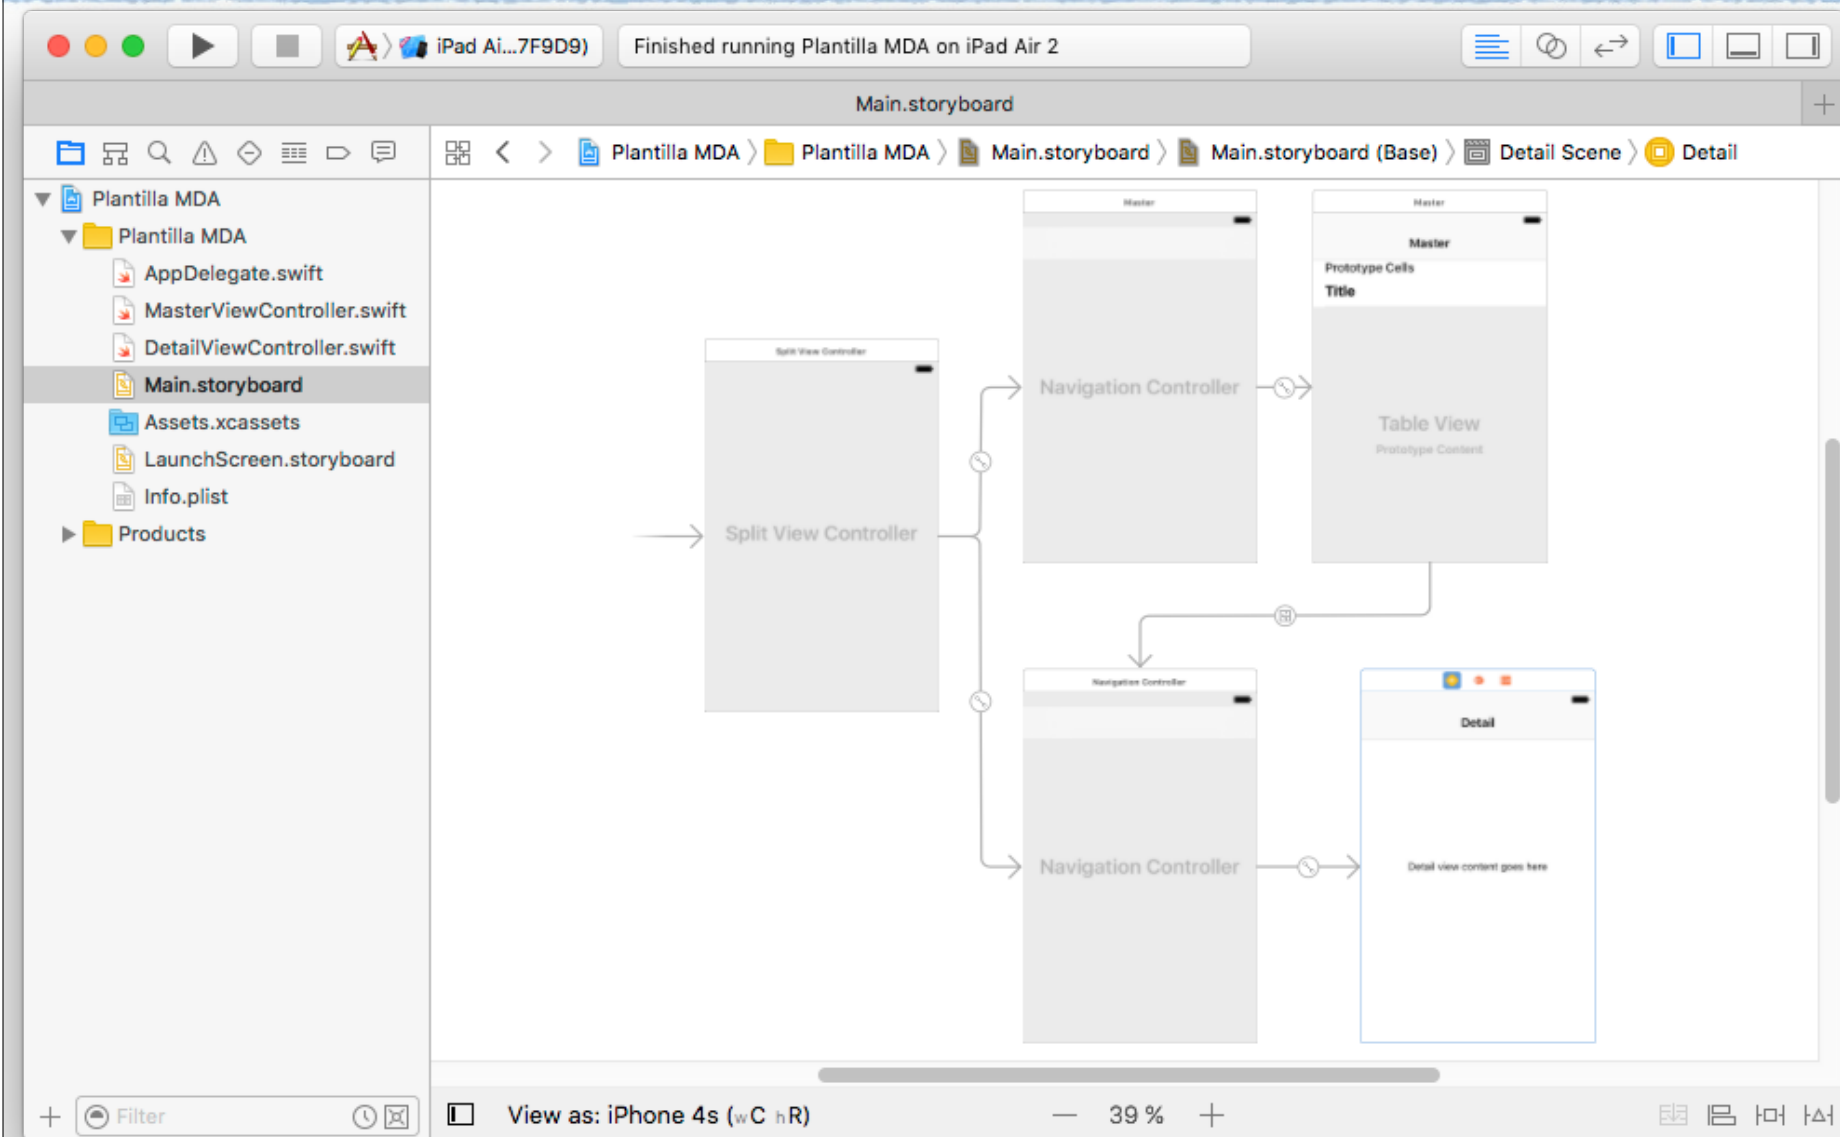 iPad Ai...7F9D9)
Finished running Plantilla MDA on iPad Air 2
Main.storyboard
Plantilla MDA
Plantilla MDA
Main.storyboard
Main.storyboard (Base)
Detail Scene
Detail
Plantilla MDA
Plantilla MDA
AppDelegate.swift
MasterViewController.swift
DetailViewController.swift
Main.storyboard
Assets.xcassets
LaunchScreen.storyboard
Info.plist
Products
Master
Master
Master
Prototype Cells
Title
Split View Controller
Navigation Controller
Table View
Prototype Content
Split View Controller
Navigation Controller
Detail
Navigation Controller
Detail view content goes here
Filter
View as: iPhone 4s (wC hR)
39 %